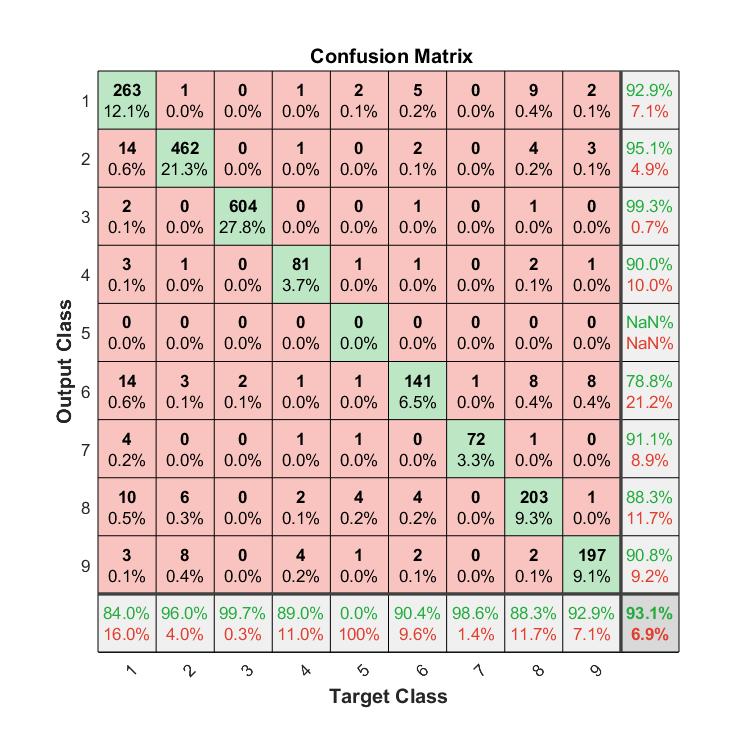 Confusion Matrix
1 263 1 0 1 2 5 0 9 2 92.9%
12.1% 0.0% 0.0% 0.0% 0.1% 0.2% 0.0% 0.4% 0.1% 7.1%
2 14 462 0 1 0 2 0 4 3 95.1%
0.6% 21.3% 0.0% 0.0% 0.0% 0.1% 0.0% 0.2% 0.1% 4.9%
3 2 0 604 0 0 1 0 1 0 99.3%
0.1% 0.0% 27.8% 0.0% 0.0% 0.0% 0.0% 0.0% 0.0% 0.7%
4 3 1 0 81 1 1 0 2 1 90.0%
0.1% 0.0% 0.0% 3.7% 0.0% 0.0% 0.0% 0.1% 0.0% 10.0%
5 0 0 0 0 0 0 0 0 0 NaN%
0.0% 0.0% 0.0% 0.0% 0.0% 0.0% 0.0% 0.0% 0.0% NaN%
6 14 3 2 1 1 141 1 8 8 78.8%
0.6% 0.1% 0.1% 0.0% 0.0% 6.5% 0.0% 0.4% 0.4% 21.2%
7 4 0 0 1 1 0 72 1 0 91.1%
0.2% 0.0% 0.0% 0.0% 0.0% 0.0% 3.3% 0.0% 0.0% 8.9%
8 10 6 0 2 4 4 0 203 1 88.3%
0.5% 0.3% 0.0% 0.1% 0.2% 0.2% 0.0% 9.3% 0.0% 11.7%
9 3 8 0 4 1 2 0 2 197 90.8%
0.1% 0.4% 0.0% 0.2% 0.0% 0.1% 0.0% 0.1% 9.1% 9.2%
84.0% 96.0% 99.7% 89.0% 0.0% 90.4% 98.6% 88.3% 92.9% 93.1%
16.0% 4.0% 0.3% 11.0% 100% 9.6% 1.4% 11.7% 7.1% 6.9%
1 2 3 4 5 6 7 8 9
Target Class
Output Class